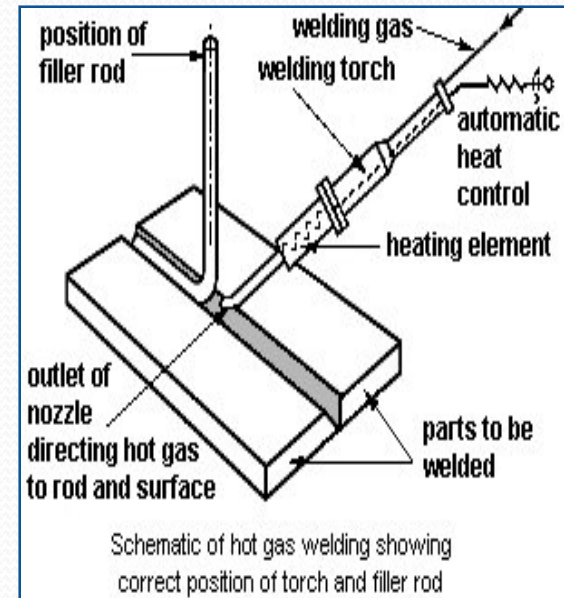 position of
filler rod
welding gas
welding torch
automatic
heat
control
heating element
outlet of
nozzle
directing hot gas
to rod and surface
parts to be
welded
Schematic of hot gas welding showing
correct position of torch and filler rod